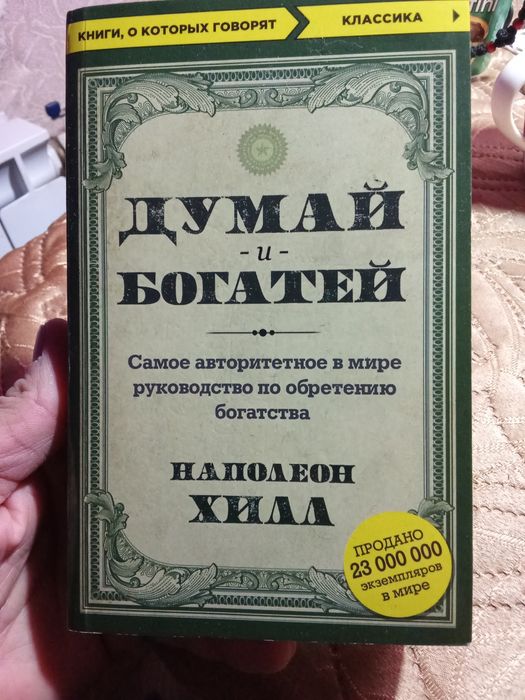 КНИГИ, О КОТОРЫХ ГОВОРЯТ
КЛАССИКА
ДУМАЙ
-и-
БОГАТЕЙ
Самое авторитетное в мире
руководство по обретению
богатства
НАПОЛЕОН
ХИЛЛ
ПРОДАНО
23 000 000
экземпляров
в мире